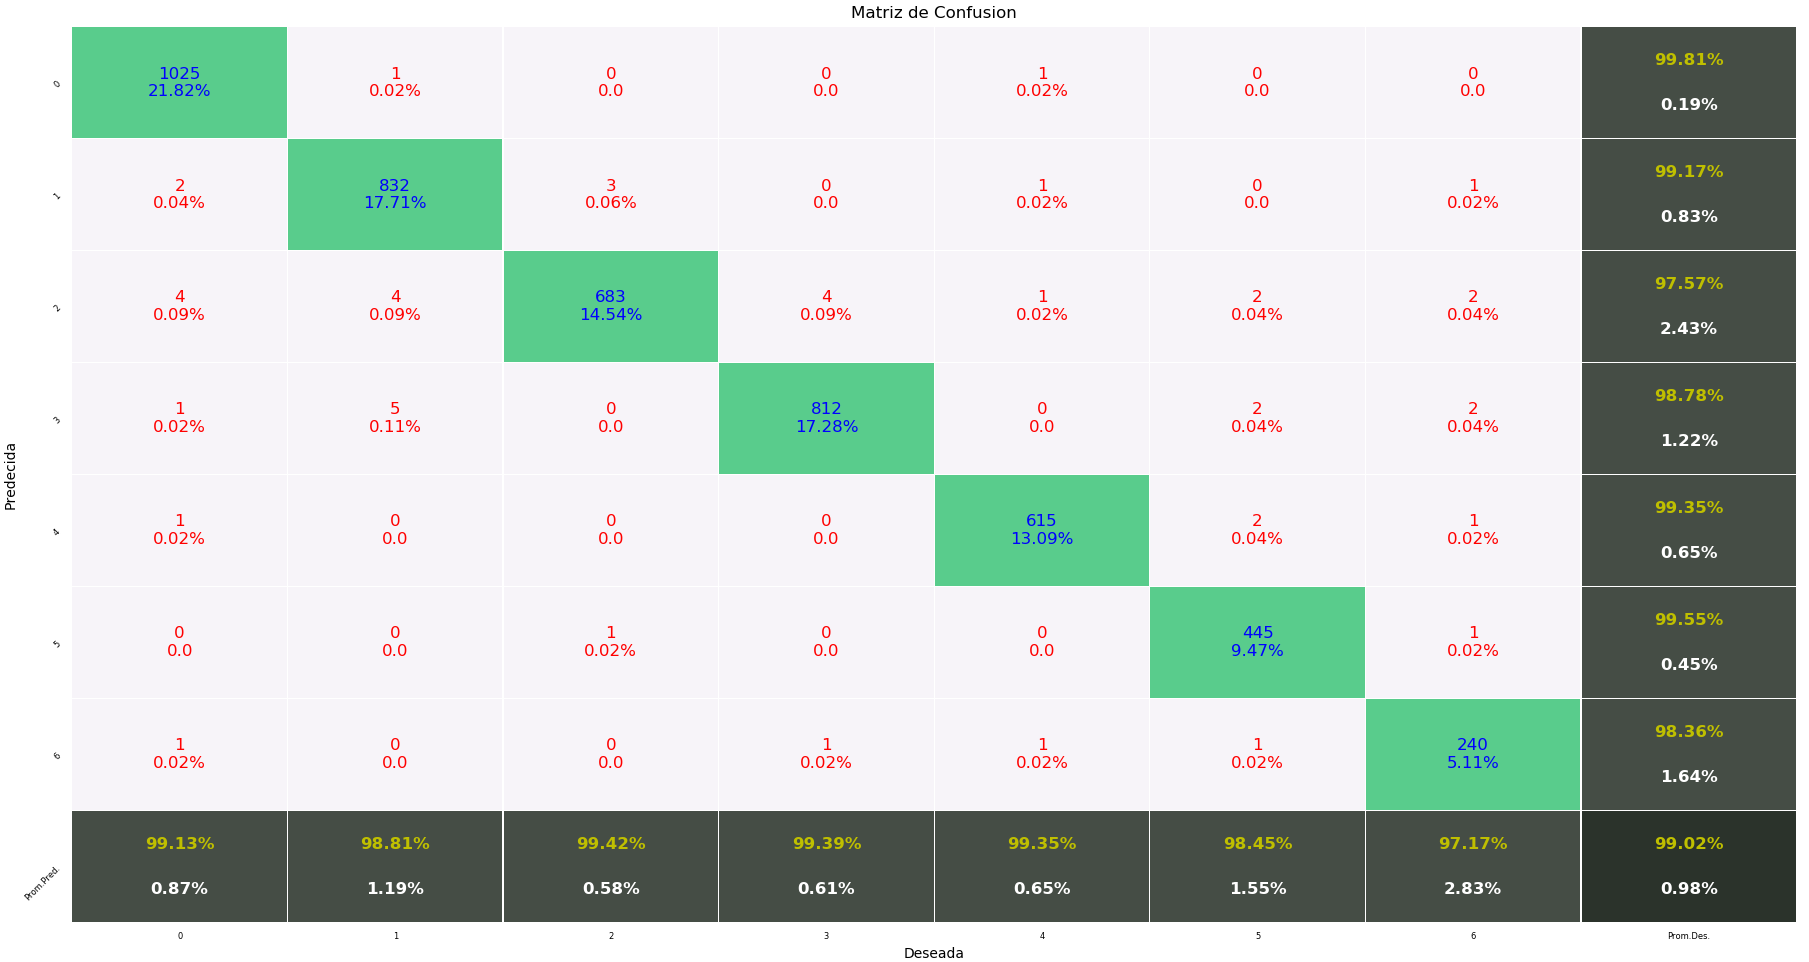 Matriz de Confusion
1025 1 0 0 1 0 0 99.81%
21.82% 0.02% 0.0 0.0 0.02% 0.0 0.0 0.19%
0
2 832 3 0 1 0 1 99.17%
0.04% 17.71% 0.06% 0.0 0.02% 0.0 0.02% 0.83%
1
4 4 683 4 1 2 2 97.57%
0.09% 0.09% 14.54% 0.09% 0.02% 0.04% 0.04% 2.43%
2
1 5 0 812 0 2 2 98.78%
0.02% 0.11% 0.0 17.28% 0.0 0.04% 0.04% 1.22%
3
Predecida
1 0 0 0 615 2 1 99.35%
0.02% 0.0 0.0 0.0 13.09% 0.04% 0.02% 0.65%
4
0 0 1 0 0 445 1 99.55%
0.0 0.0 0.02% 0.0 0.0 9.47% 0.02% 0.45%
5
1 0 0 1 1 1 240 98.36%
0.02% 0.0 0.0 0.02% 0.02% 0.02% 5.11% 1.64%
6
99.13% 98.81% 99.42% 99.39% 99.35% 98.45% 97.17% 99.02%
0.87% 1.19% 0.58% 0.61% 0.65% 1.55% 2.83% 0.98%
Prom.Pred.
0 1 2 3 4 5 6 Prom.Des.
Deseada